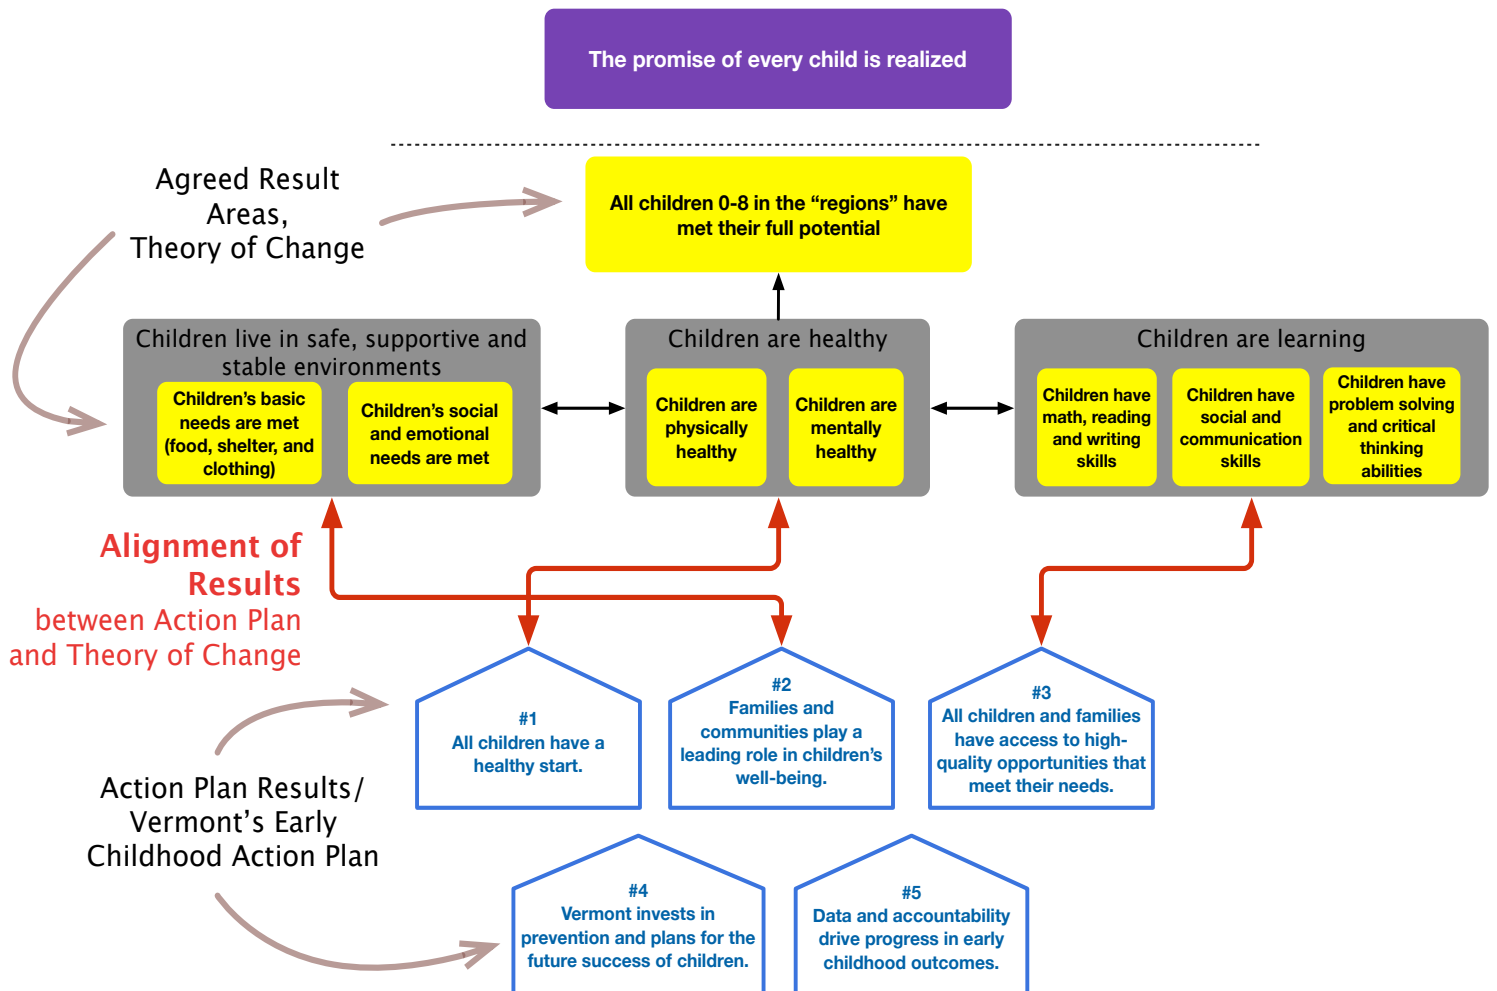 The promise of every child is realized
Agreed Result
Areas,
Theory of Change
All children 0-8 in the “regions” have
met their full potential
Children live in safe, supportive and
stable environments
Children’s basic
needs are met
(food, shelter, and
clothing)
Children’s social
and emotional
needs are met
Children are healthy
Children are
physically
healthy
Children are
mentally
healthy
Children are learning
Children have
math, reading
and writing
skills
Children have
social and
communication
skills
Children have
problem solving
and critical
thinking
abilities
Alignment of
Results
between Action Plan
and Theory of Change
#1
All children have a
healthy start.
#2
Families and
communities play a
leading role in children’s
well-being.
#3
All children and families
have access to high-
quality opportunities that
meet their needs.
Action Plan Results/
Vermont’s Early
Childhood Action Plan
#4
Vermont invests in
prevention and plans for the
future success of children.
#5
Data and accountability
drive progress in early
childhood outcomes.